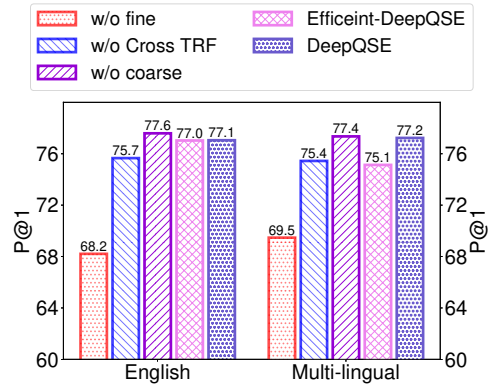 w/o fine
w/o Cross TRF
w/o coarse
Efficeint-DeepQSE
DeepQSE
P@1
76
72
68
64
60
68.2
75.7
77.6
77.0
77.1
69.5
75.4
77.4
75.1
77.2
76
72
68
64
60
P@1
English
Multi-lingual